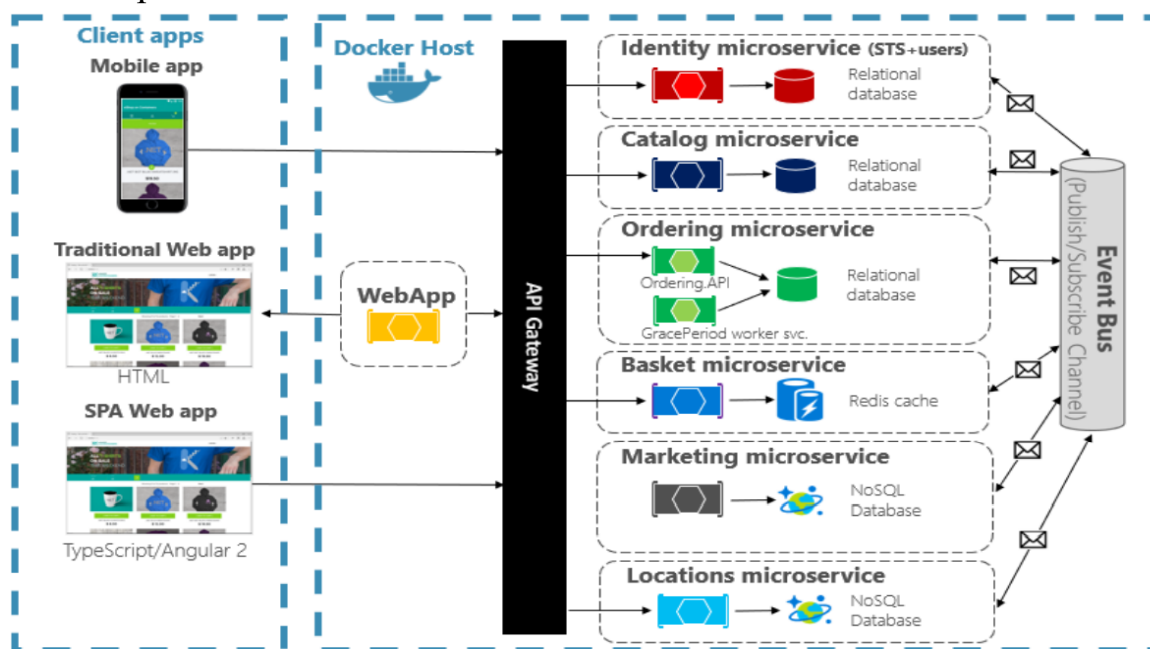 Client apps
Mobile app
Traditional Web app
HTML
SPA Web app
TypeScript/Angular 2
Docker Host
WebApp
API Gateway
Identity microservice (STS+users)
Relational
database
Catalog microservice
Relational
database
Ordering microservice
Ordering.API
GracePeriod worker svc.
Relational
database
Basket microservice
Redis cache
Marketing microservice
NoSQL
Database
Locations microservice
NoSQL
Database
Event Bus
(Publish/Subscribe Channel)